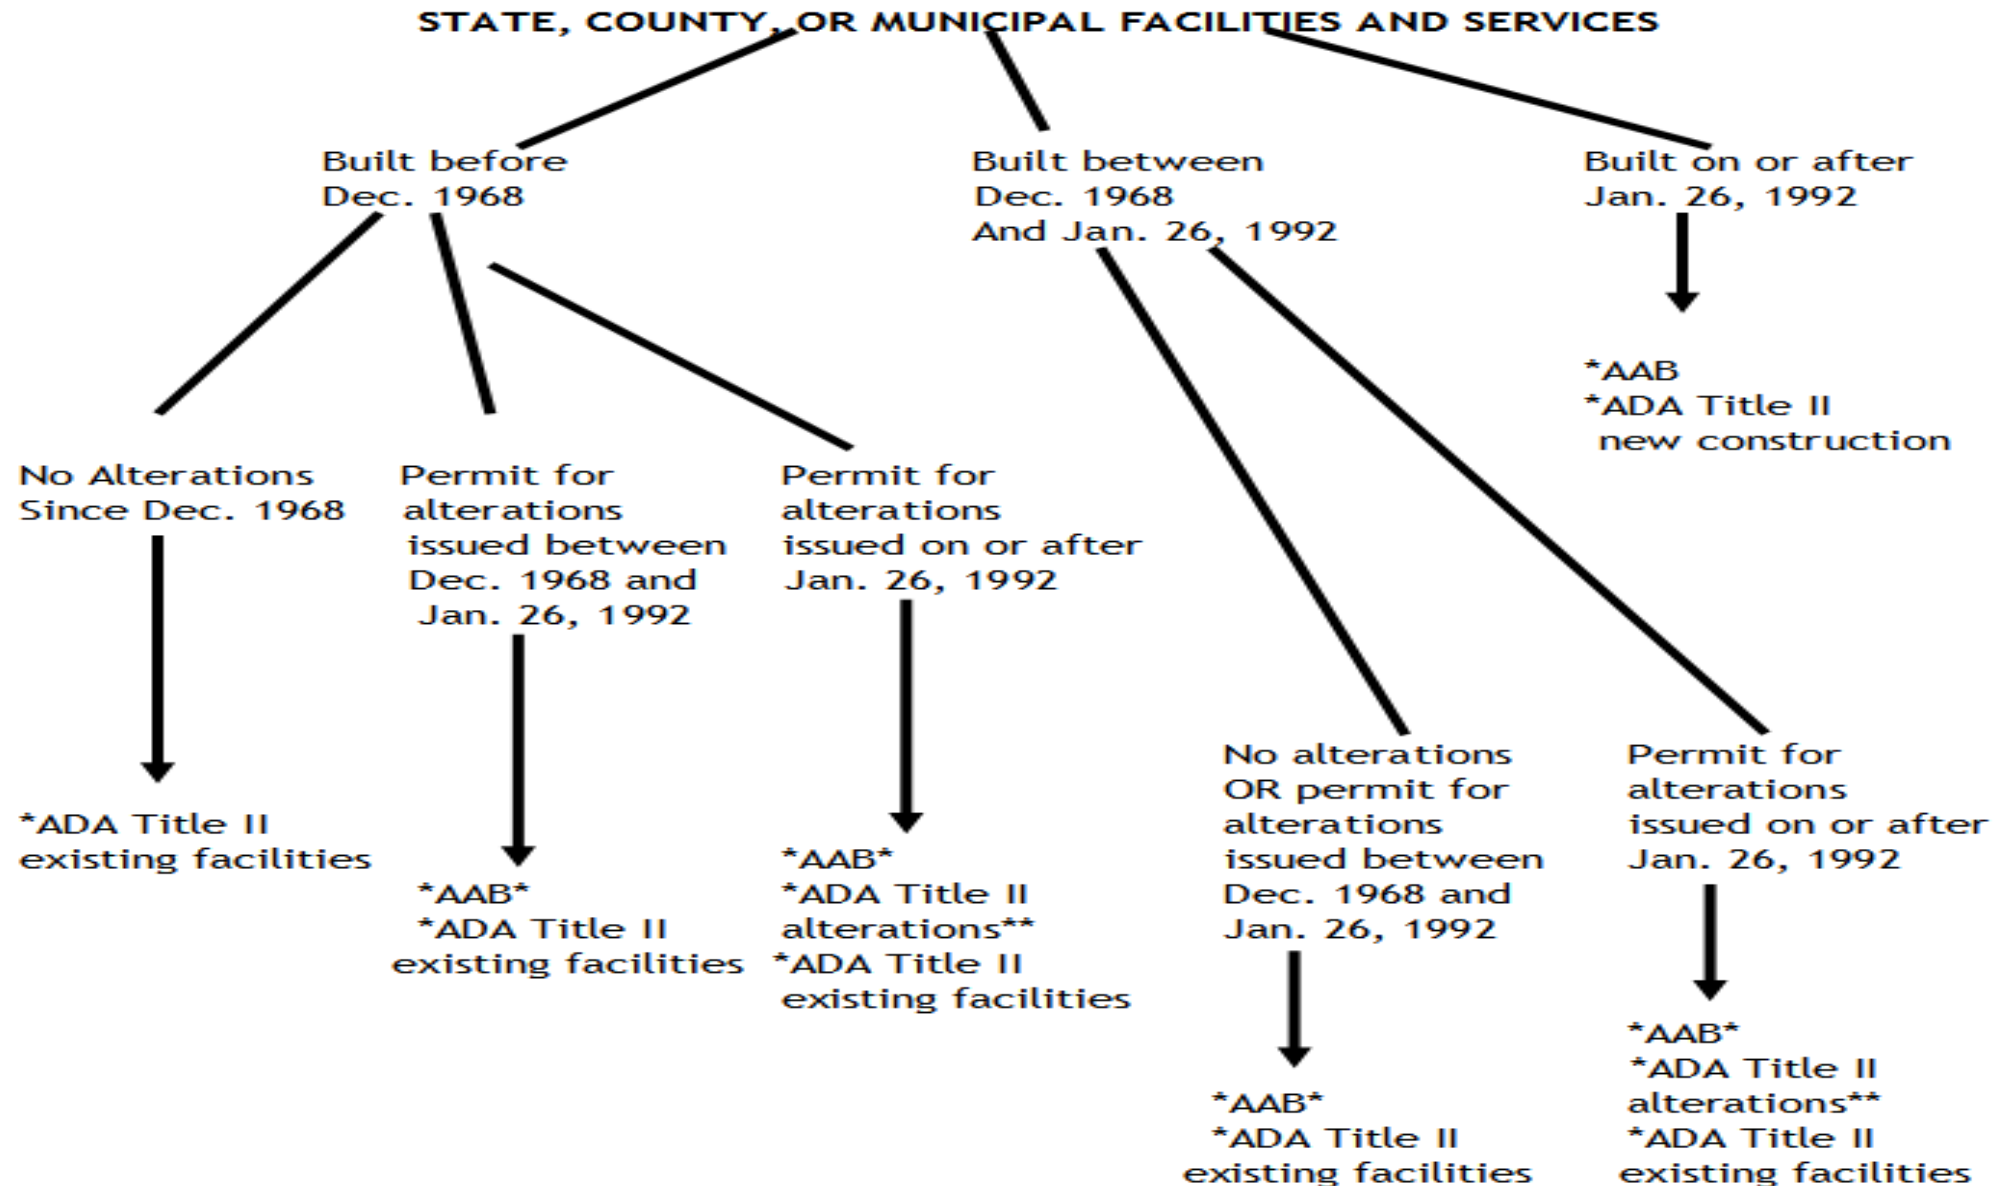 STATE, COUNTY, OR MUNICIPAL FACILITIES AND SERVICES
Built before
Dec. 1968
Built between
Dec. 1968
And Jan. 26, 1992
Built on or after
Jan. 26, 1992
*AAB
*ADA Title II
new construction
No Alterations
Since Dec. 1968
Permit for
alterations
issued between
Dec. 1968 and
Jan. 26, 1992
Permit for
alterations
issued on or after
Jan. 26, 1992
No alterations
OR permit for
alterations
issued between
Dec. 1968 and
Jan. 26, 1992
Permit for
alterations
issued on or after
Jan. 26, 1992
*ADA Title II
existing facilities
*AAB*
*ADA Title II
existing facilities
*AAB*
*ADA Title II
alterations**
*ADA Title II
existing facilities
*AAB*
*ADA Title II
existing facilities
*AAB*
*ADA Title II
alterations**
*ADA Title II
existing facilities